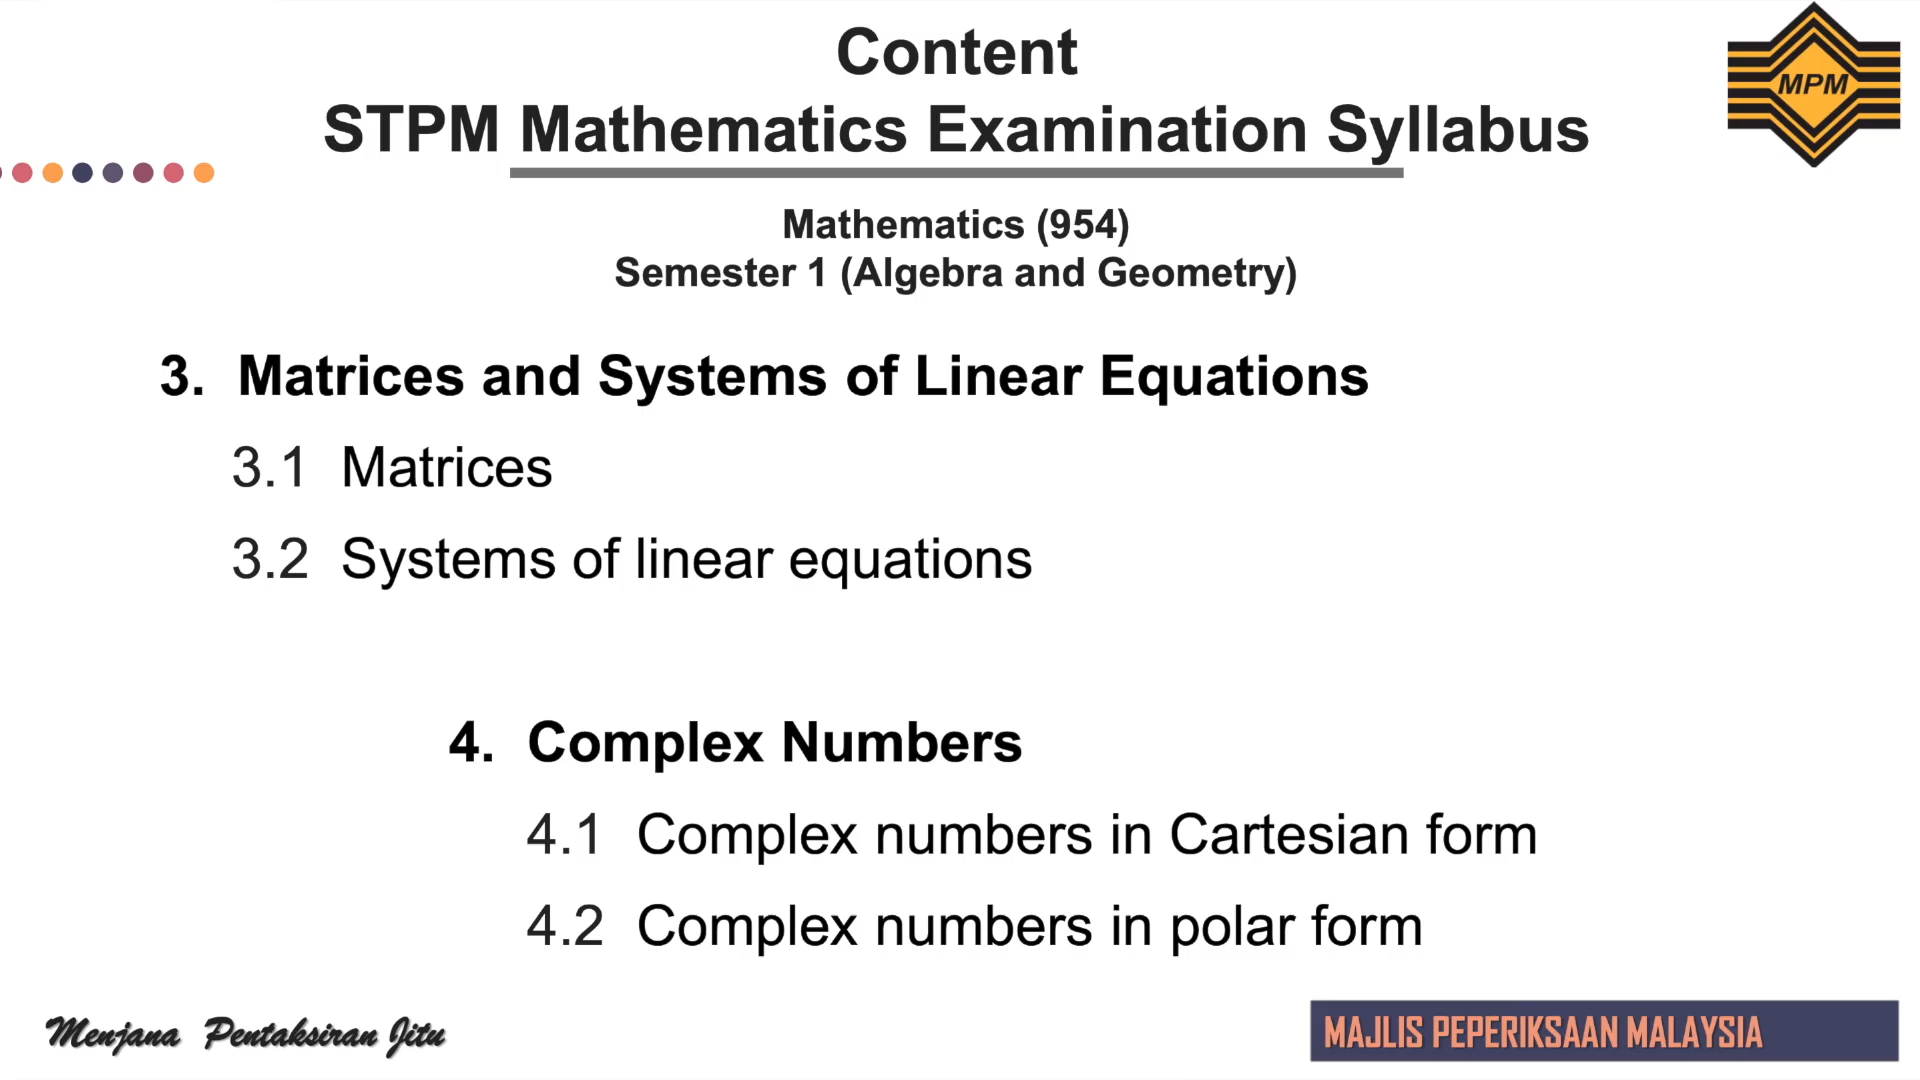 Content
STPM Mathematics Examination Syllabus
MPM
Mathematics (954)
Semester 1 (Algebra and Geometry)
3. Matrices and Systems of Linear Equations
3.1 Matrices
3.2 Systems of linear equations
4. Complex Numbers
4.1 Complex numbers in Cartesian form
4.2 Complex numbers in polar form
Menjana Pentaksiran Jitu
MAJLIS PEPERIKSAAN MALAYSIA